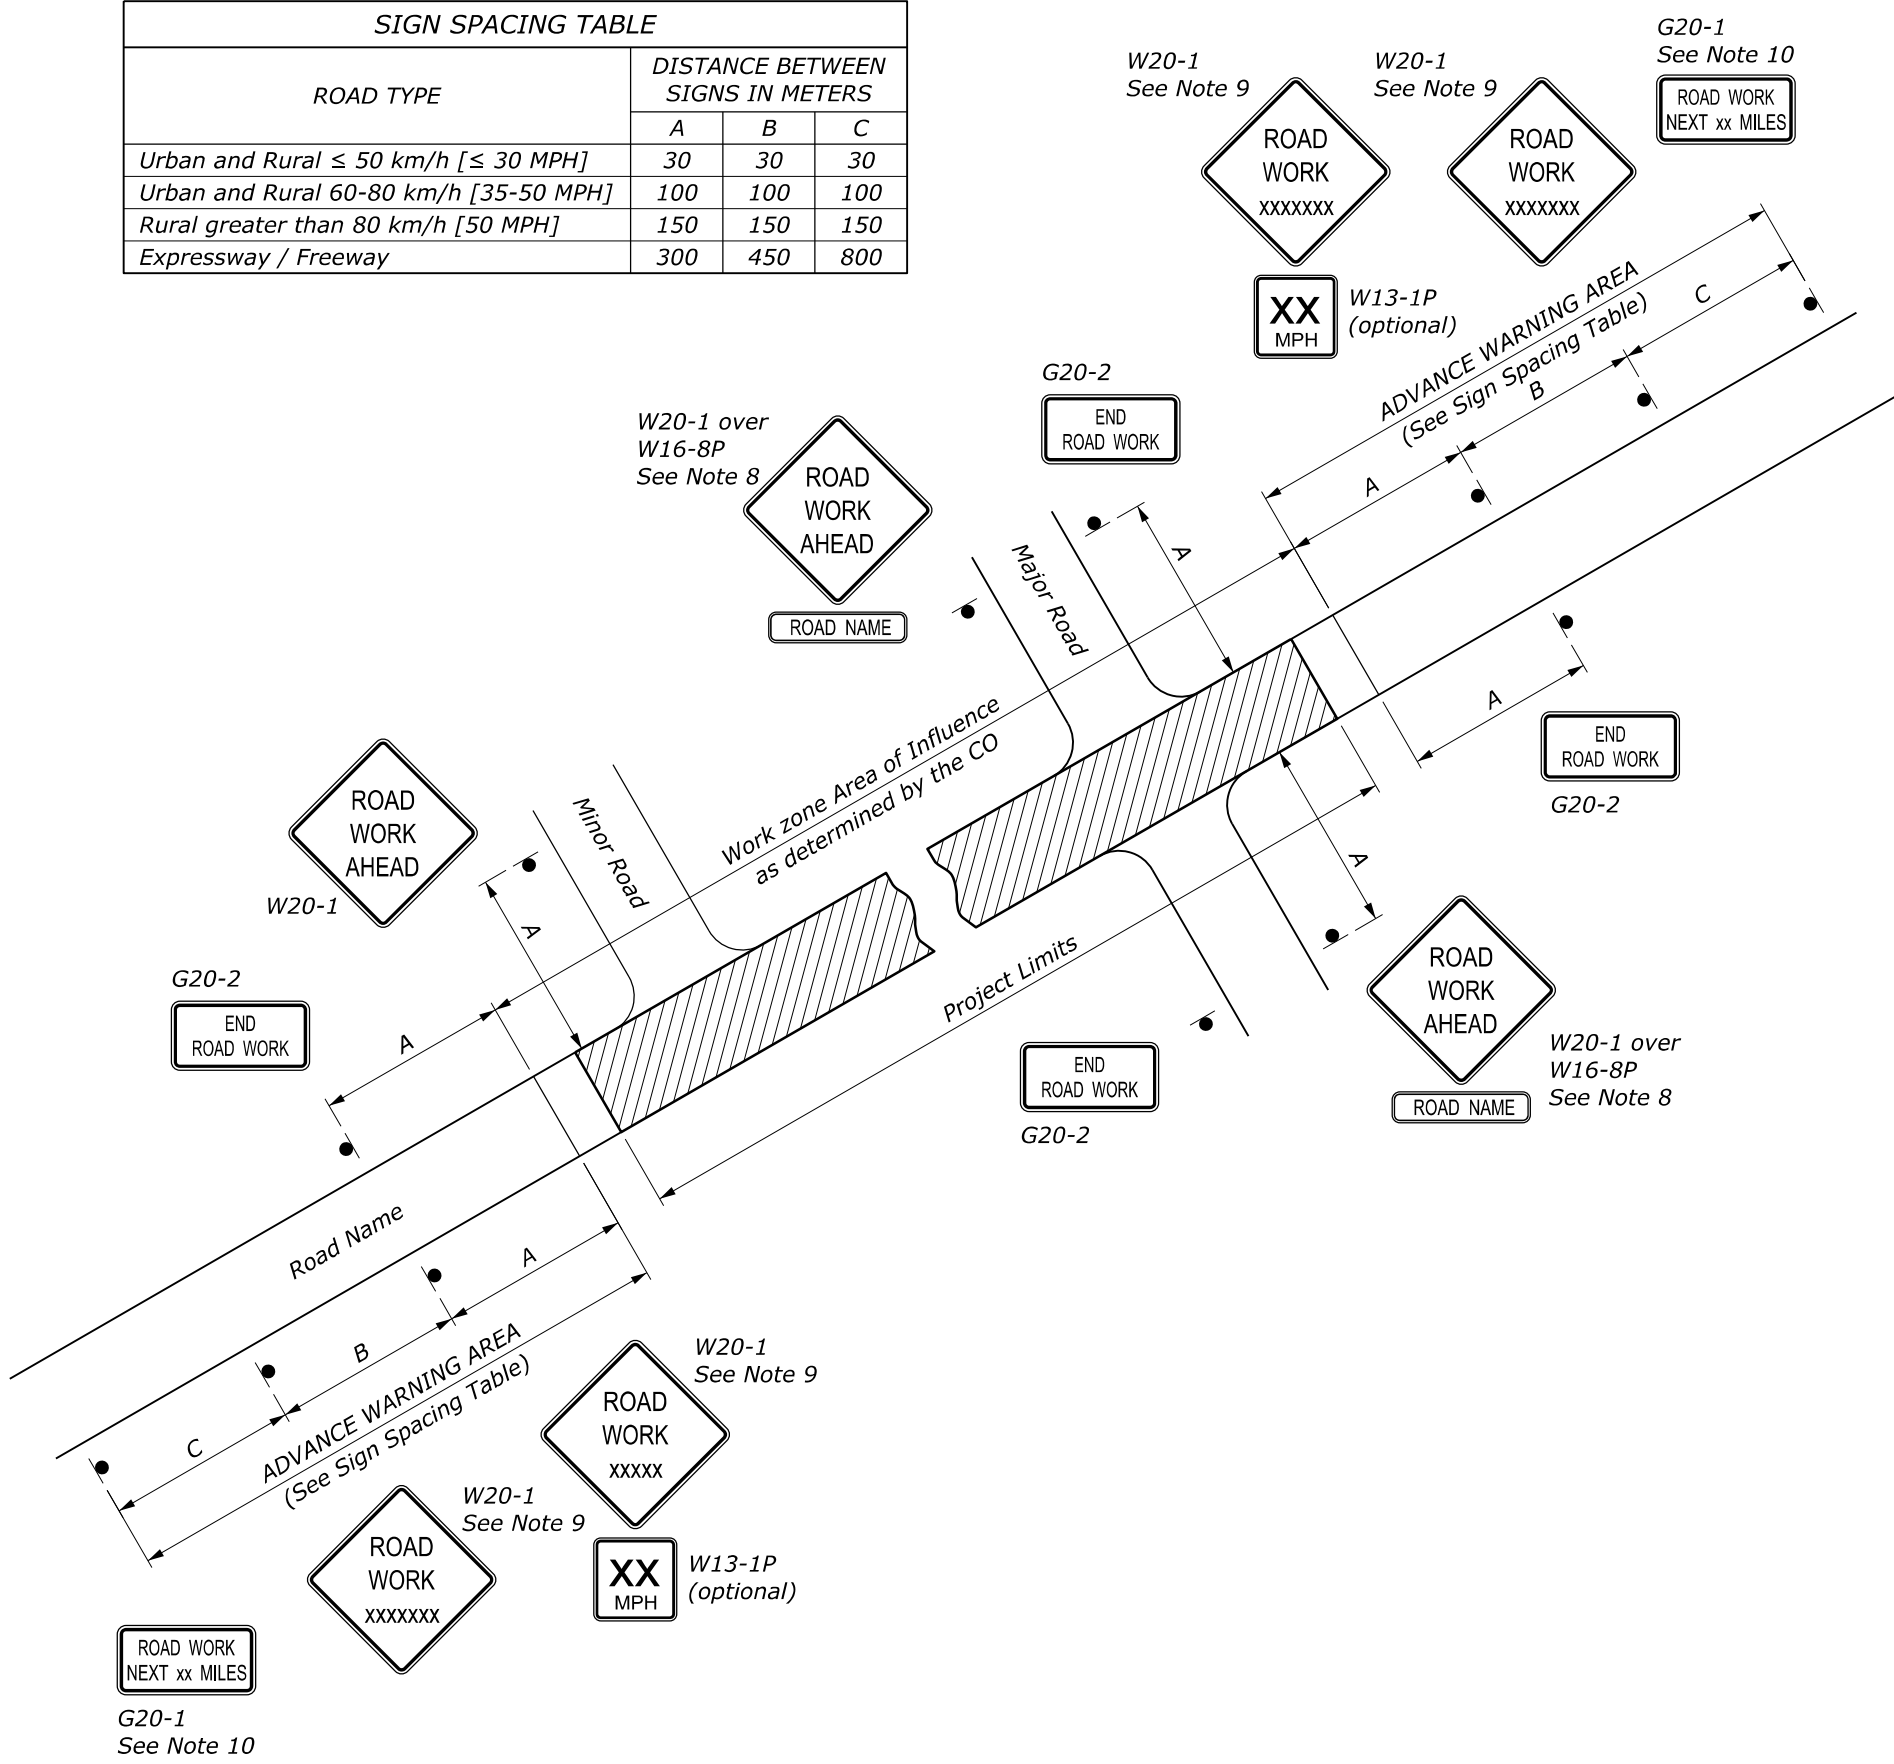 SIGN SPACING TABLE
ROAD TYPE
DISTANCE BETWEEN
SIGNS IN METERS
A B C
Urban and Rural ≤ 50 km/h [≤ 30 MPH] 30 30 30
Urban and Rural 60-80 km/h [35-50 MPH] 100 100 100
Rural greater than 80 km/h [50 MPH] 150 150 150
Expressway / Freeway 300 450 800
W20-1
See Note 9
ROAD
WORK
XXXXXXX
XX
MPH
W13-1P
(optional)
W20-1
See Note 9
ROAD
WORK
XXXXXXX
G20-1
See Note 10
ROAD WORK
NEXT xx MILES
ADVANCE WARNING AREA
(See Sign Spacing Table)
A
B
C
G20-2
END
ROAD WORK
W20-1 over
W16-8P
See Note 8
ROAD
WORK
AHEAD
ROAD NAME
Major Road
A
A
END
ROAD WORK
G20-2
Work zone Area of Influence
as determined by the CO
ROAD
WORK
AHEAD
W20-1
Minor Road
A
G20-2
END
ROAD WORK
A
Project Limits
A
ROAD
WORK
AHEAD
ROAD NAME
W20-1 over
W16-8P
See Note 8
END
ROAD WORK
G20-2
Road Name
A
B
C
ADVANCE WARNING AREA
(See Sign Spacing Table)
W20-1
See Note 9
ROAD
WORK
XXXXX
XX
MPH
W13-1P
(optional)
W20-1
See Note 9
ROAD
WORK
XXXXXXX
ROAD WORK
NEXT xx MILES
G20-1
See Note 10